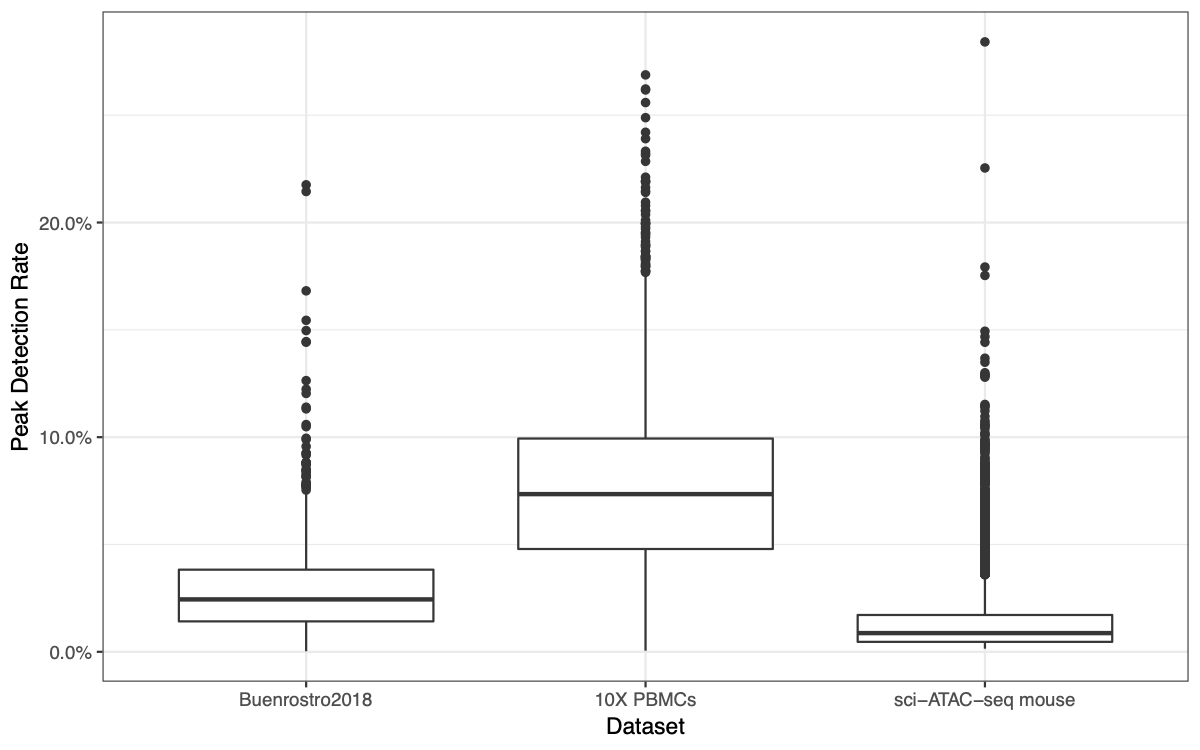 Peak Detection Rate
20.0%
10.0%
0.0%
Buenrostro2018 10X PBMCs sci−ATAC−seq mouse
Dataset